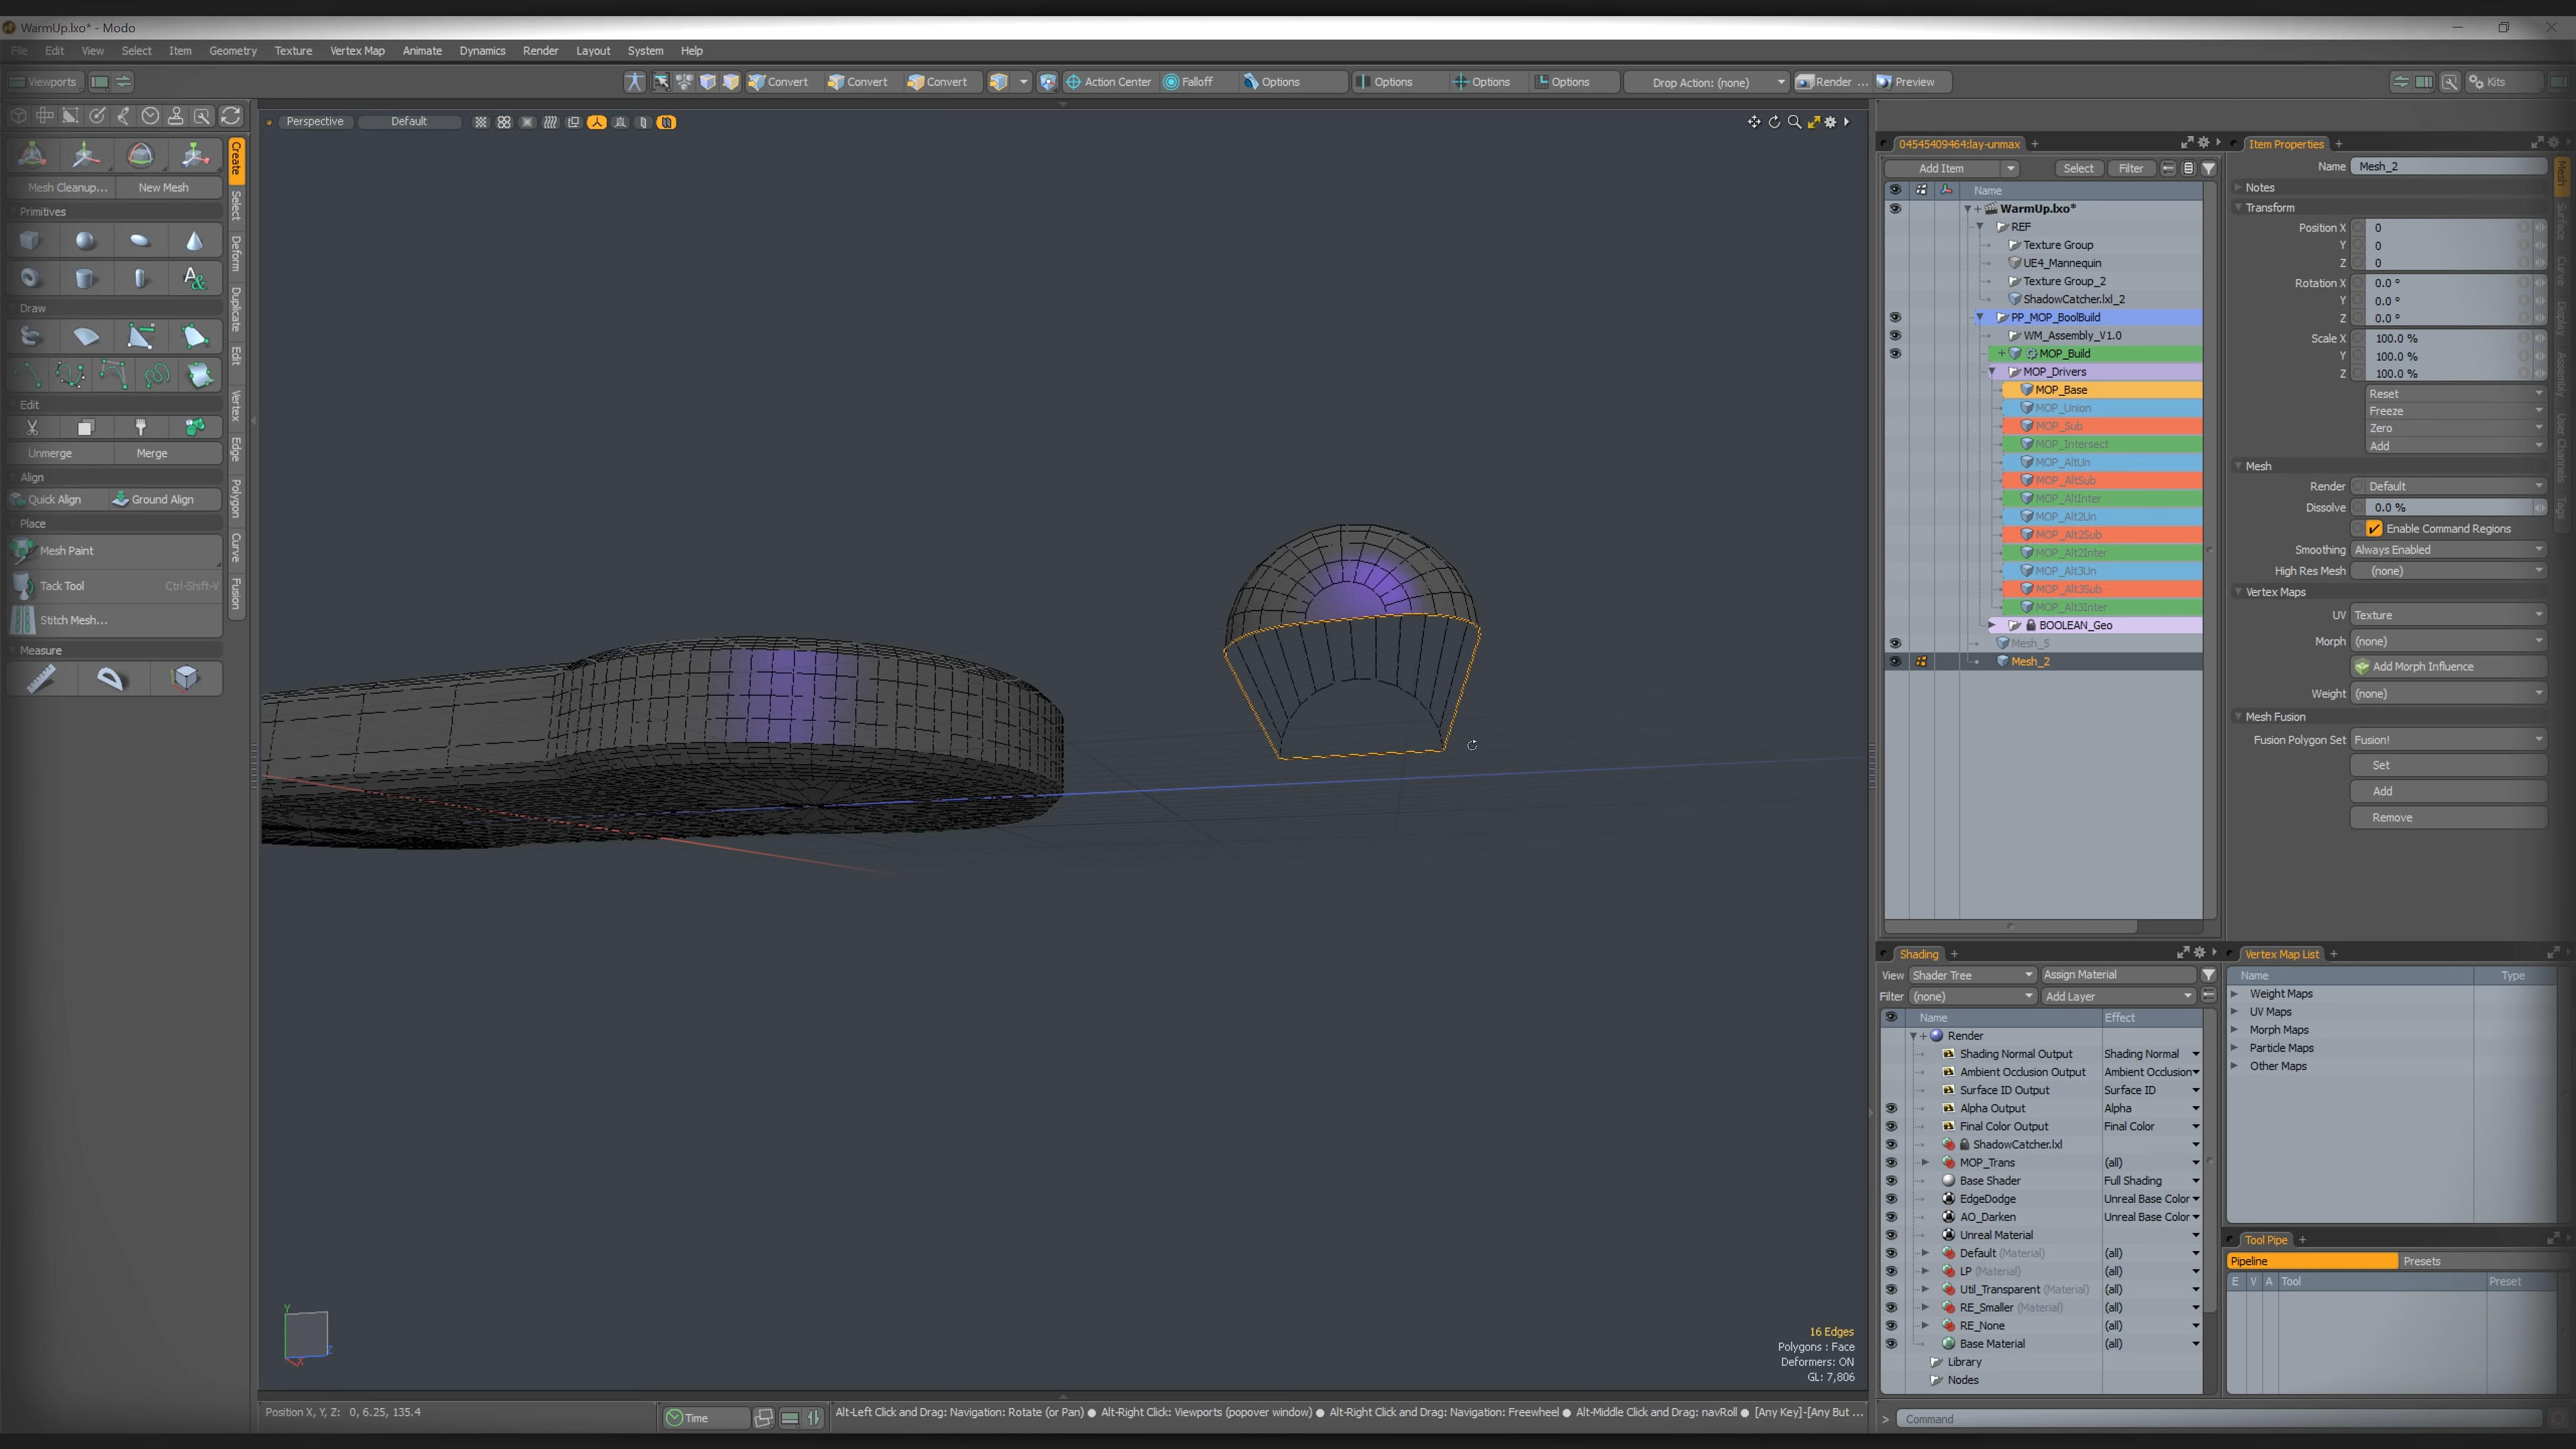 WarmUp.lxo* - Modo
File Edit View Select Item Geometry Texture Vertex Map Animate Dynamics Render Layout System Help
Viewports Convert Convert Convert Action Center Falloff Options Options Options Options Drop Action: (none) Render ... Preview Kits
Mesh Cleanup... New Mesh
Primitives
Draw
Edit
Unmerge Merge
Align
Quick Align Ground Align
Place
Mesh Paint
Tack Tool Ctrl-Shift-V
Stitch Mesh...
Measure
Create
Select
Deform
Duplicate
Edit
Vertex
Edge
Polygon
Curve
Fusion
Perspective Default
Y
X
Z
16 Edges
Polygons : Face
Deformers: ON
GL: 7,806
04545409464:lay-unmax +
Add Item Select Filter
Name
WarmUp.lxo*
REF
Texture Group
UE4_Mannequin
Texture Group_2
ShadowCatcher.lxl_2
PP_MOP_BoolBuild
WM_Assembly_V1.0
MOP_Build
MOP_Drivers
MOP_Base
MOP_Union
MOP_Sub
MOP_Intersect
MOP_AltUn
MOP_AltSub
MOP_AltInter
MOP_Alt2Un
MOP_Alt2Sub
MOP_Alt2Inter
MOP_Alt3Un
MOP_Alt3Sub
MOP_Alt3Inter
BOOLEAN_Geo
Mesh_5
Mesh_2
Item Properties +
Name Mesh_2
Notes
Transform
Position X 0
Y 0
Z 0
Rotation X 0.0 °
Y 0.0 °
Z 0.0 °
Scale X 100.0 %
Y 100.0 %
Z 100.0 %
Reset
Freeze
Zero
Add
Mesh
Render Default
Dissolve 0.0 %
Enable Command Regions
Smoothing Always Enabled
High Res Mesh (none)
Vertex Maps
UV Texture
Morph (none)
Add Morph Influence
Weight (none)
Mesh Fusion
Fusion Polygon Set Fusion!
Set
Add
Remove
Mesh
Surface
Curve
Display
Assembly
User Channels
Tags
Shading +
View Shader Tree Assign Material
Filter (none) Add Layer
Name Effect
Render
Shading Normal Output Shading Normal
Ambient Occlusion Output Ambient Occlusion
Surface ID Output Surface ID
Alpha Output Alpha
Final Color Output Final Color
ShadowCatcher.lxl
MOP_Trans (all)
Base Shader Full Shading
EdgeDodge Unreal Base Color
AO_Darken Unreal Base Color
Unreal Material
Default (Material) (all)
LP (Material) (all)
Util_Transparent (Material) (all)
RE_Smaller (Material) (all)
RE_None (all)
Base Material (all)
Library
Nodes
Vertex Map List +
Name Type
Weight Maps
UV Maps
Morph Maps
Particle Maps
Other Maps
Tool Pipe +
Pipeline Presets
E V A Tool Preset
Position X, Y, Z: 0, 6.25, 135.4
Time
Alt-Left Click and Drag: Navigation: Rotate (or Pan) ● Alt-Right Click: Viewports (popover window) ● Alt-Right Click and Drag: Navigation: Freewheel ● Alt-Middle Click and Drag: navRoll ● [Any Key]-[Any But ...
> Command